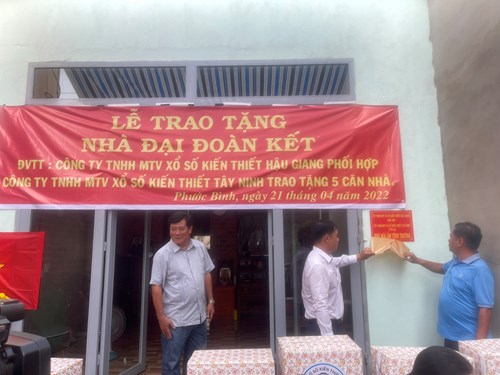 LỄ TRAO TẶNG
NHÀ ĐẠI ĐOÀN KẾT
ĐVTT : CÔNG TY TNHH MTV XỔ SỐ KIẾN THIẾT HẬU GIANG PHỐI HỢP
CÔNG TY TNHH MTV XỔ SỐ KIẾN THIẾT TÂY NINH TRAO TẶNG 5 CĂN NHÀ.
Phước Bình, ngày 21 tháng 04 năm 2022